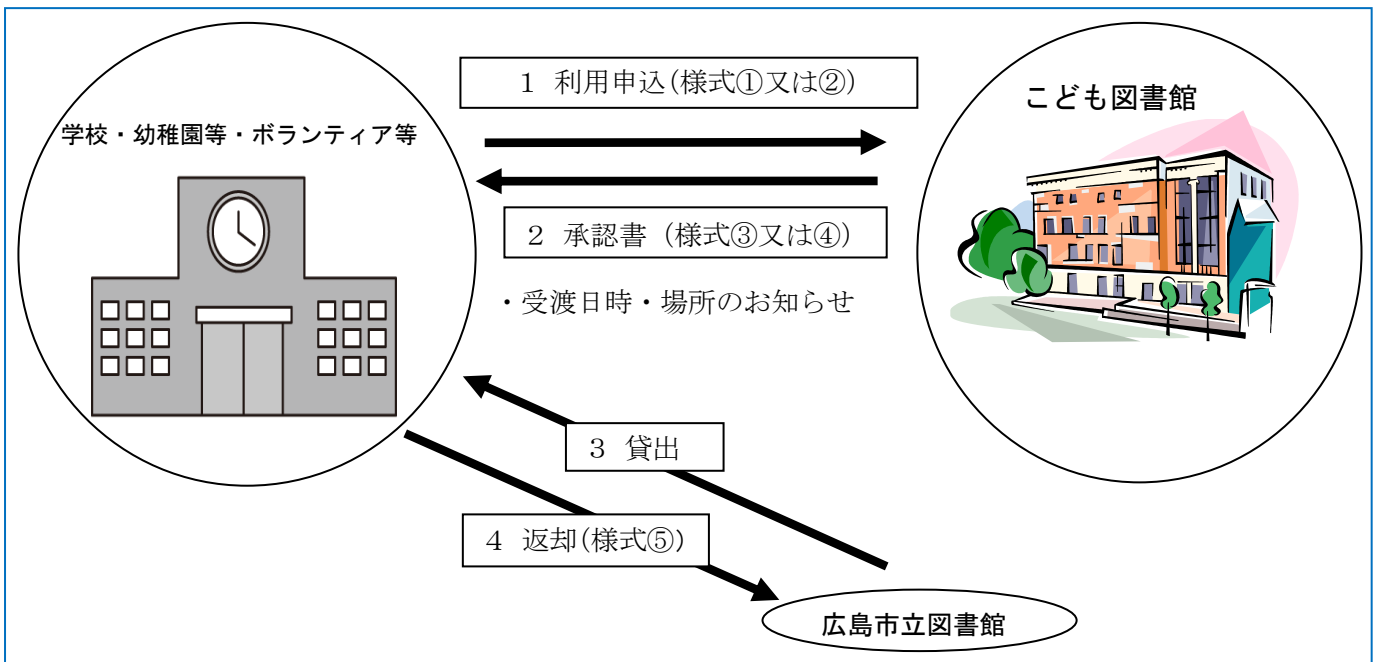 1 利用申込(様式①又は②)
こども図書館
学校・幼稚園等・ボランティア等
2 承認書 (様式③又は④)
・受渡日時・場所のお知らせ
3 貸出
4 返却(様式⑤)
広島市立図書館